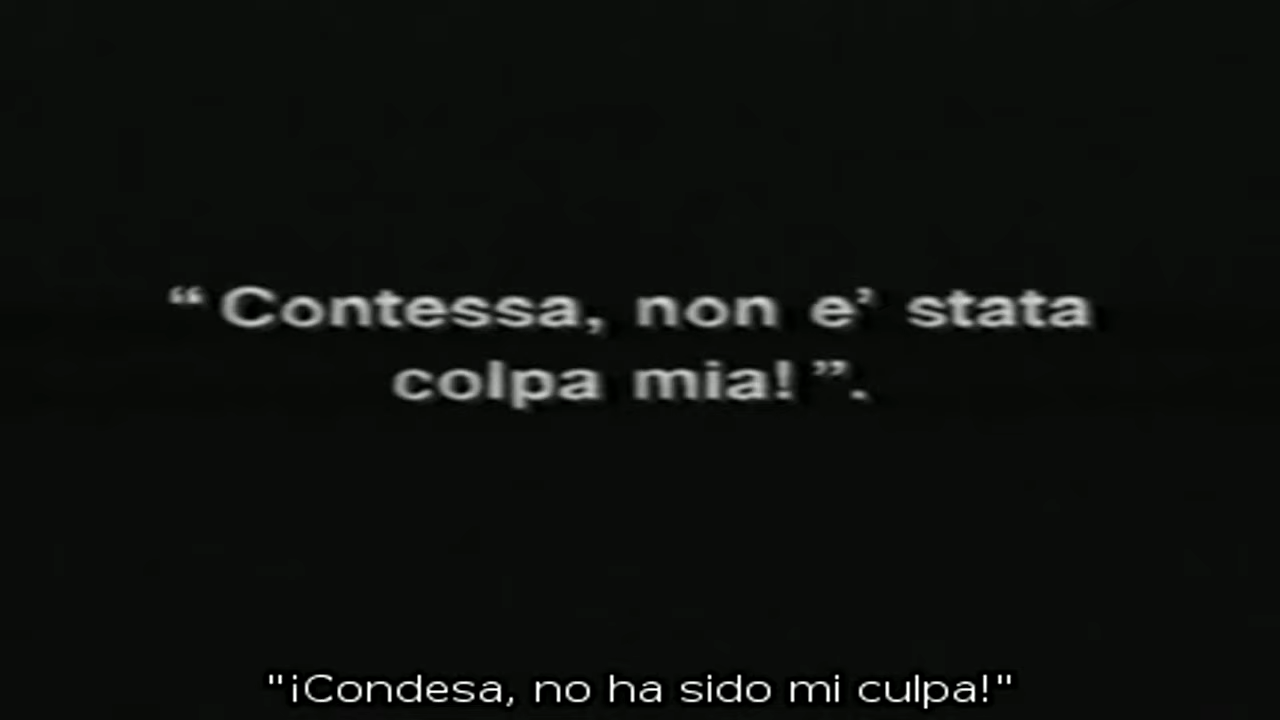 “ Contessa, non e’ stata
colpa mia! ”.
"¡Condesa, no ha sido mi culpa!"